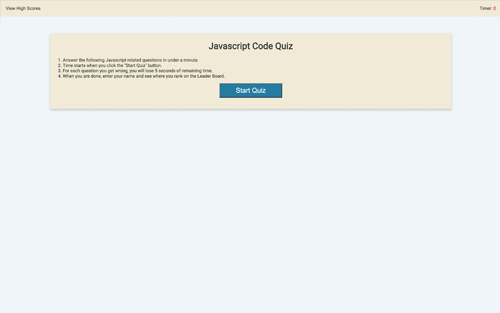 View High Scores
Timer: 0
Javascript Code Quiz
1. Answer the following Javascript related questions in under a minute.
2. Time starts when you click the "Start Quiz" button.
3. For each question you get wrong, you will lose 5 seconds of remaining time.
4. When you are done, enter your name and see where you rank on the Leader Board.
Start Quiz